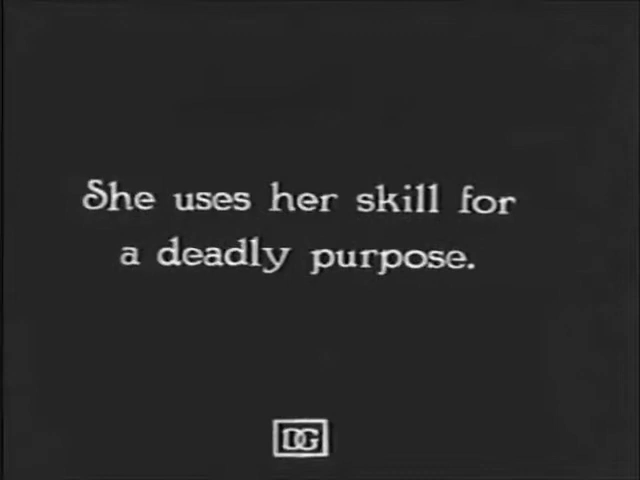 She uses her skill for
a deadly purpose.
DG